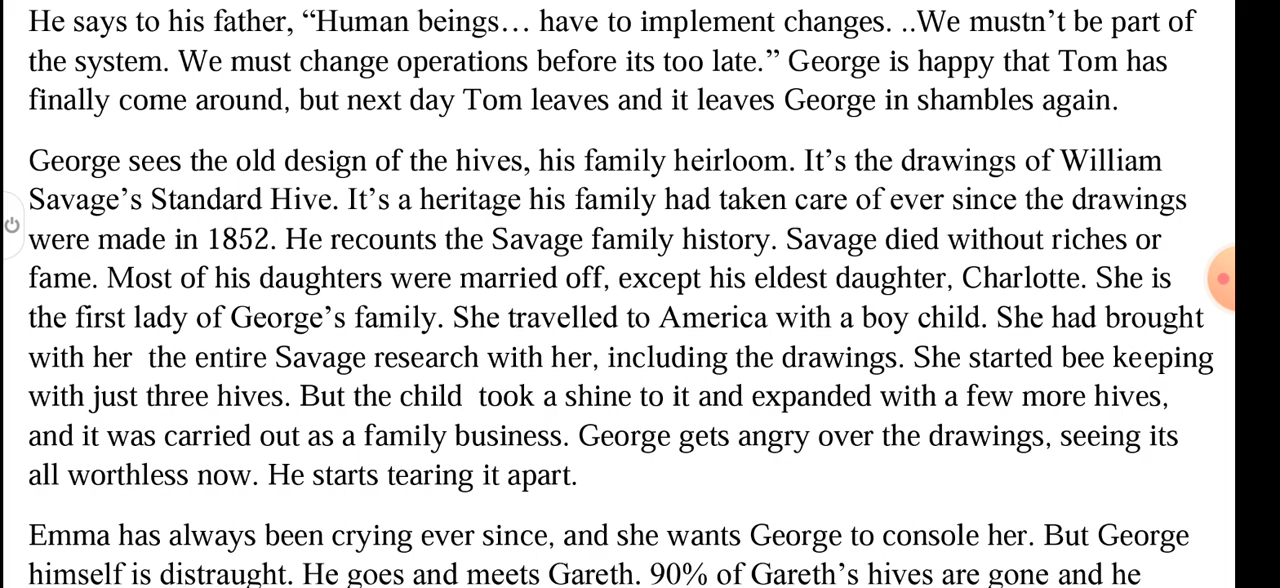 He says to his father, “Human beings… have to implement changes. ..We mustn’t be part of
the system. We must change operations before its too late.” George is happy that Tom has
finally come around, but next day Tom leaves and it leaves George in shambles again.
George sees the old design of the hives, his family heirloom. It’s the drawings of William
Savage’s Standard Hive. It’s a heritage his family had taken care of ever since the drawings
were made in 1852. He recounts the Savage family history. Savage died without riches or
fame. Most of his daughters were married off, except his eldest daughter, Charlotte. She is
the first lady of George’s family. She travelled to America with a boy child. She had brought
with her  the entire Savage research with her, including the drawings. She started bee keeping
with just three hives. But the child  took a shine to it and expanded with a few more hives,
and it was carried out as a family business. George gets angry over the drawings, seeing its
all worthless now. He starts tearing it apart.
Emma has always been crying ever since, and she wants George to console her. But George
himself is distraught. He goes and meets Gareth. 90% of Gareth’s hives are gone and he